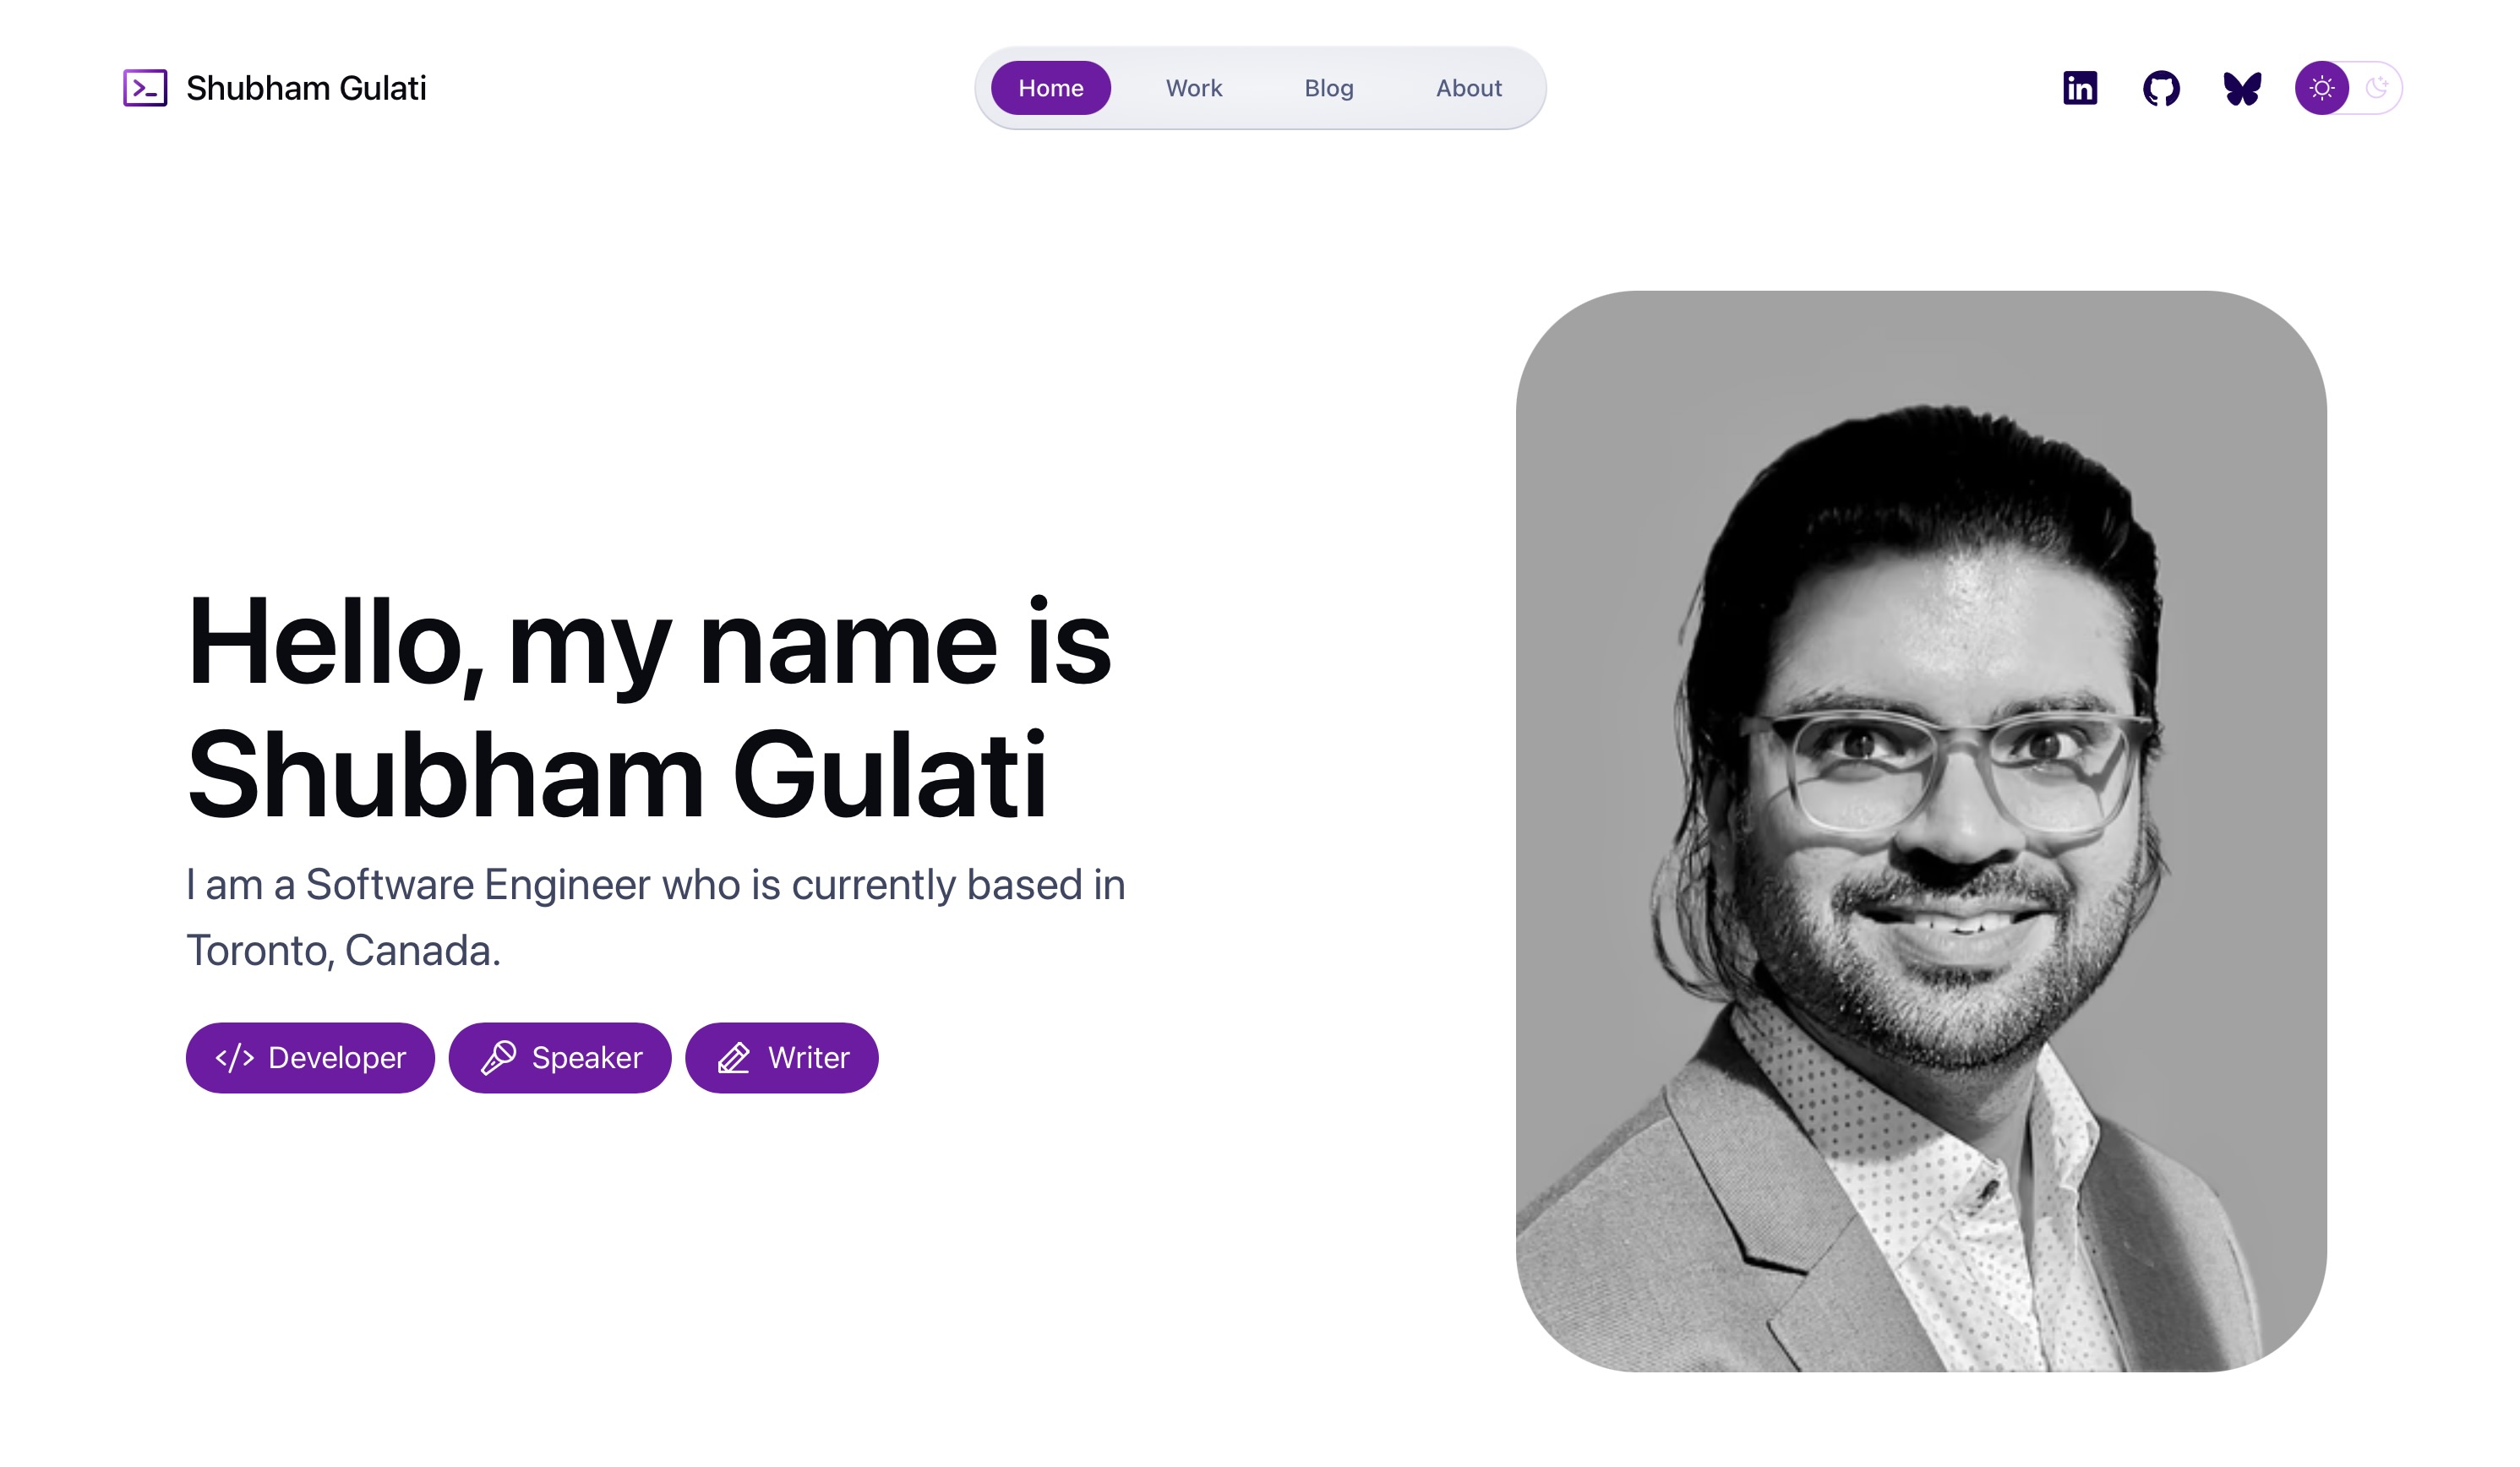 Shubham Gulati
Home
Work
Blog
About
Hello, my name is
Shubham Gulati
I am a Software Engineer who is currently based in
Toronto, Canada.
Developer
Speaker
Writer